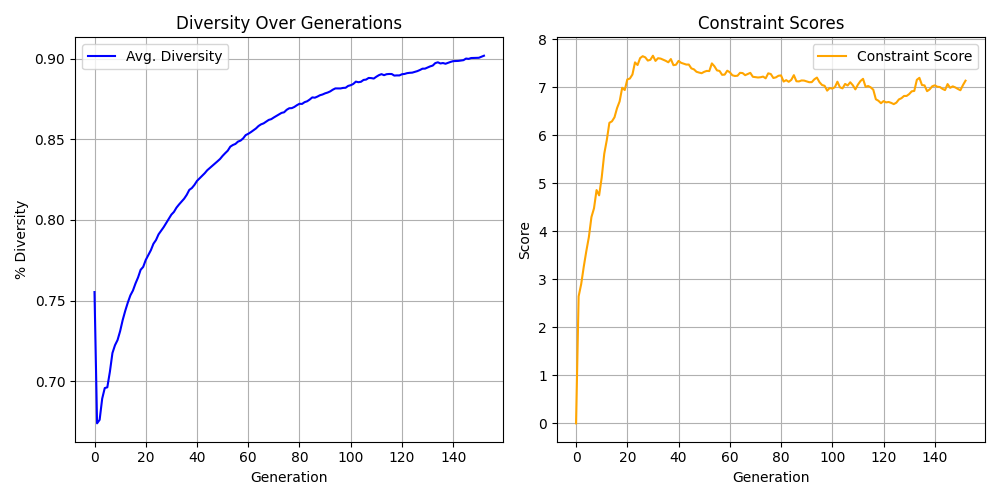 Diversity Over Generations
Avg. Diversity
% Diversity
0.90
0.85
0.80
0.75
0.70
0 20 40 60 80 100 120 140
Generation
Constraint Scores
Constraint Score
Score
8
7
6
5
4
3
2
1
0
0 20 40 60 80 100 120 140
Generation